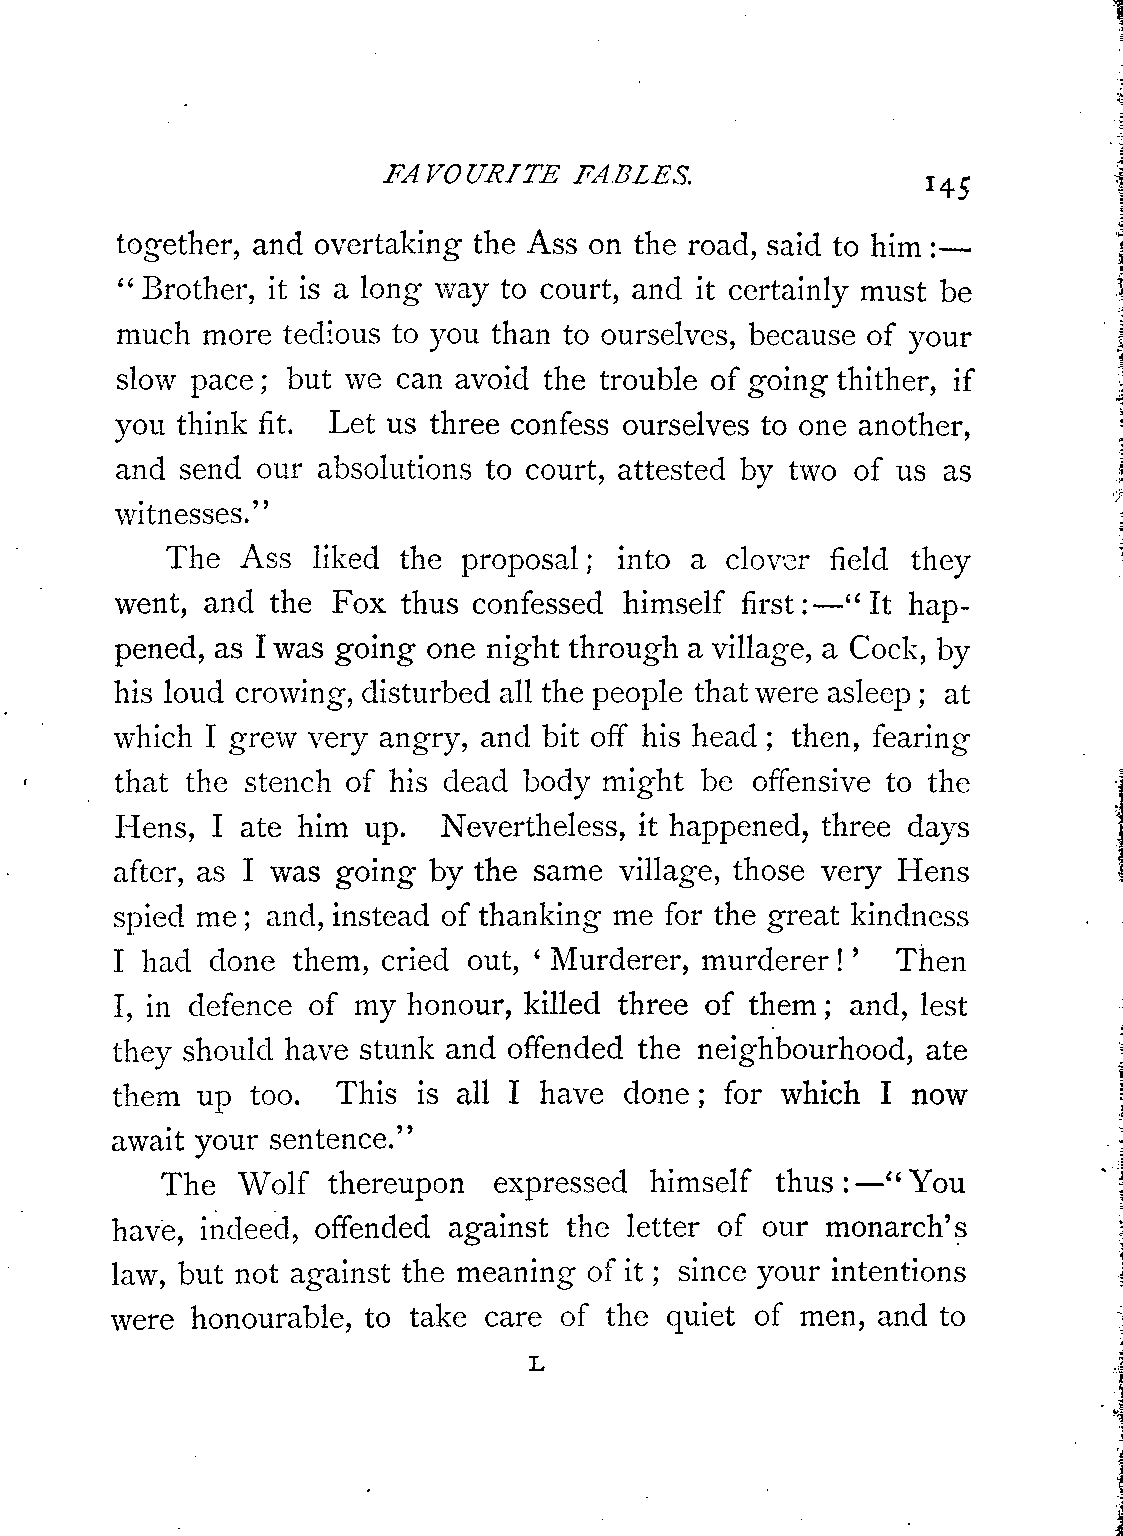 FAVOURITE FABLES. 145
together, and overtaking the Ass on the road, said to him :—
“ Brother, it is a long way to court, and it certainly must be
much more tedious to you than to ourselves, because of your
slow pace ; but we can avoid the trouble of going thither, if
you think fit. Let us three confess ourselves to one another,
and send our absolutions to court, attested by two of us as
witnesses.”
The Ass liked the proposal ; into a clover field they
went, and the Fox thus confessed himself first :—“ It hap-
pened, as I was going one night through a village, a Cock, by
his loud crowing, disturbed all the people that were asleep ; at
which I grew very angry, and bit off his head ; then, fearing
that the stench of his dead body might be offensive to the
Hens, I ate him up. Nevertheless, it happened, three days
after, as I was going by the same village, those very Hens
spied me ; and, instead of thanking me for the great kindness
I had done them, cried out, ‘ Murderer, murderer ! ’ Then
I, in defence of my honour, killed three of them ; and, lest
they should have stunk and offended the neighbourhood, ate
them up too. This is all I have done ; for which I now
await your sentence.”
The Wolf thereupon expressed himself thus :—“ You
have, indeed, offended against the letter of our monarch’s
law, but not against the meaning of it ; since your intentions
were honourable, to take care of the quiet of men, and to
L